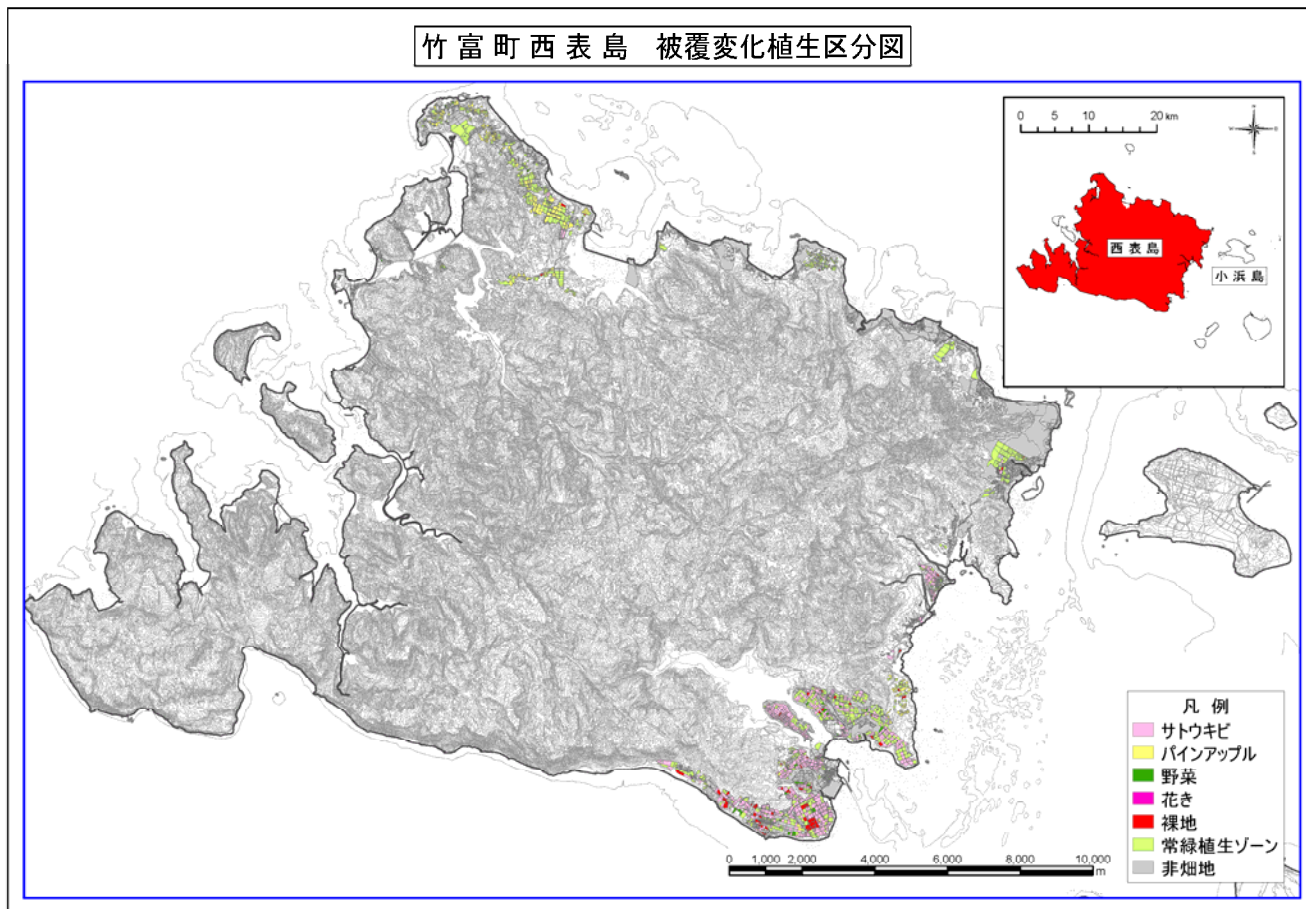 竹富町西表島 被覆変化植生区分図
0 5 10 20 km
N
W E
S
西表島
小浜島
凡例
サトウキビ
パインアップル
野菜
花き
裸地
常緑植生ゾーン
非畑地
0 1,000 2,000 4,000 6,000 8,000 10,000
m